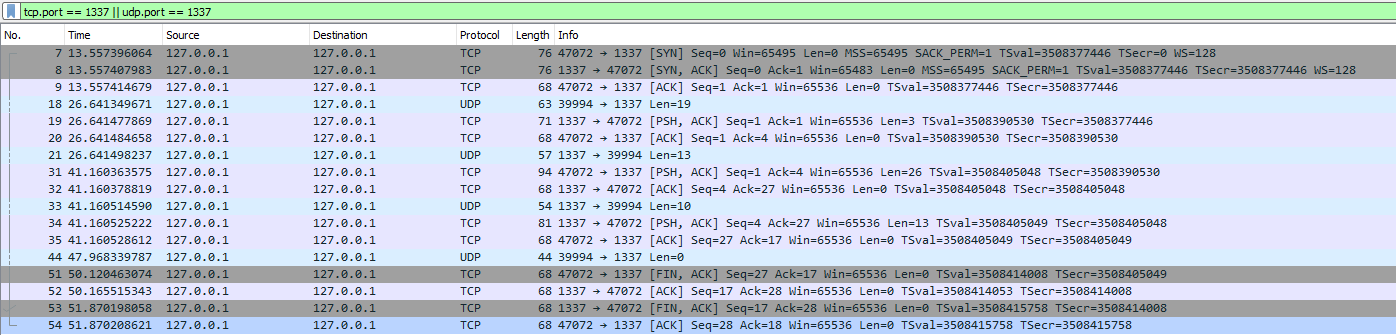 tcp.port == 1337 || udp.port == 1337
No. Time Source Destination Protocol Length Info
7 13.557396064 127.0.0.1 127.0.0.1 TCP 76 47072 → 1337 [SYN] Seq=0 Win=65495 Len=0 MSS=65495 SACK_PERM=1 TSval=3508377446 TSecr=0 WS=128
8 13.557407983 127.0.0.1 127.0.0.1 TCP 76 1337 → 47072 [SYN, ACK] Seq=0 Ack=1 Win=65483 Len=0 MSS=65495 SACK_PERM=1 TSval=3508377446 TSecr=3508377446 WS=128
9 13.557414679 127.0.0.1 127.0.0.1 TCP 68 47072 → 1337 [ACK] Seq=1 Ack=1 Win=65536 Len=0 TSval=3508377446 TSecr=3508377446
18 26.641349671 127.0.0.1 127.0.0.1 UDP 63 39994 → 1337 Len=19
19 26.641477869 127.0.0.1 127.0.0.1 TCP 71 1337 → 47072 [PSH, ACK] Seq=1 Ack=1 Win=65536 Len=3 TSval=3508390530 TSecr=3508377446
20 26.641484658 127.0.0.1 127.0.0.1 TCP 68 47072 → 1337 [ACK] Seq=1 Ack=4 Win=65536 Len=0 TSval=3508390530 TSecr=3508390530
21 26.641498237 127.0.0.1 127.0.0.1 UDP 57 1337 → 39994 Len=13
31 41.160363575 127.0.0.1 127.0.0.1 TCP 94 47072 → 1337 [PSH, ACK] Seq=1 Ack=4 Win=65536 Len=26 TSval=3508405048 TSecr=3508390530
32 41.160378819 127.0.0.1 127.0.0.1 TCP 68 1337 → 47072 [ACK] Seq=4 Ack=27 Win=65536 Len=0 TSval=3508405048 TSecr=3508405048
33 41.160514590 127.0.0.1 127.0.0.1 UDP 54 1337 → 39994 Len=10
34 41.160525222 127.0.0.1 127.0.0.1 TCP 81 1337 → 47072 [PSH, ACK] Seq=4 Ack=27 Win=65536 Len=13 TSval=3508405049 TSecr=3508405048
35 41.160528612 127.0.0.1 127.0.0.1 TCP 68 47072 → 1337 [ACK] Seq=27 Ack=17 Win=65536 Len=0 TSval=3508405049 TSecr=3508405049
44 47.968339787 127.0.0.1 127.0.0.1 UDP 44 39994 → 1337 Len=0
51 50.120463074 127.0.0.1 127.0.0.1 TCP 68 47072 → 1337 [FIN, ACK] Seq=27 Ack=17 Win=65536 Len=0 TSval=3508414008 TSecr=3508405049
52 50.165515343 127.0.0.1 127.0.0.1 TCP 68 1337 → 47072 [ACK] Seq=17 Ack=28 Win=65536 Len=0 TSval=3508414053 TSecr=3508414008
53 51.870198058 127.0.0.1 127.0.0.1 TCP 68 1337 → 47072 [FIN, ACK] Seq=17 Ack=28 Win=65536 Len=0 TSval=3508415758 TSecr=3508414008
54 51.870208621 127.0.0.1 127.0.0.1 TCP 68 47072 → 1337 [ACK] Seq=28 Ack=18 Win=65536 Len=0 TSval=3508415758 TSecr=3508415758